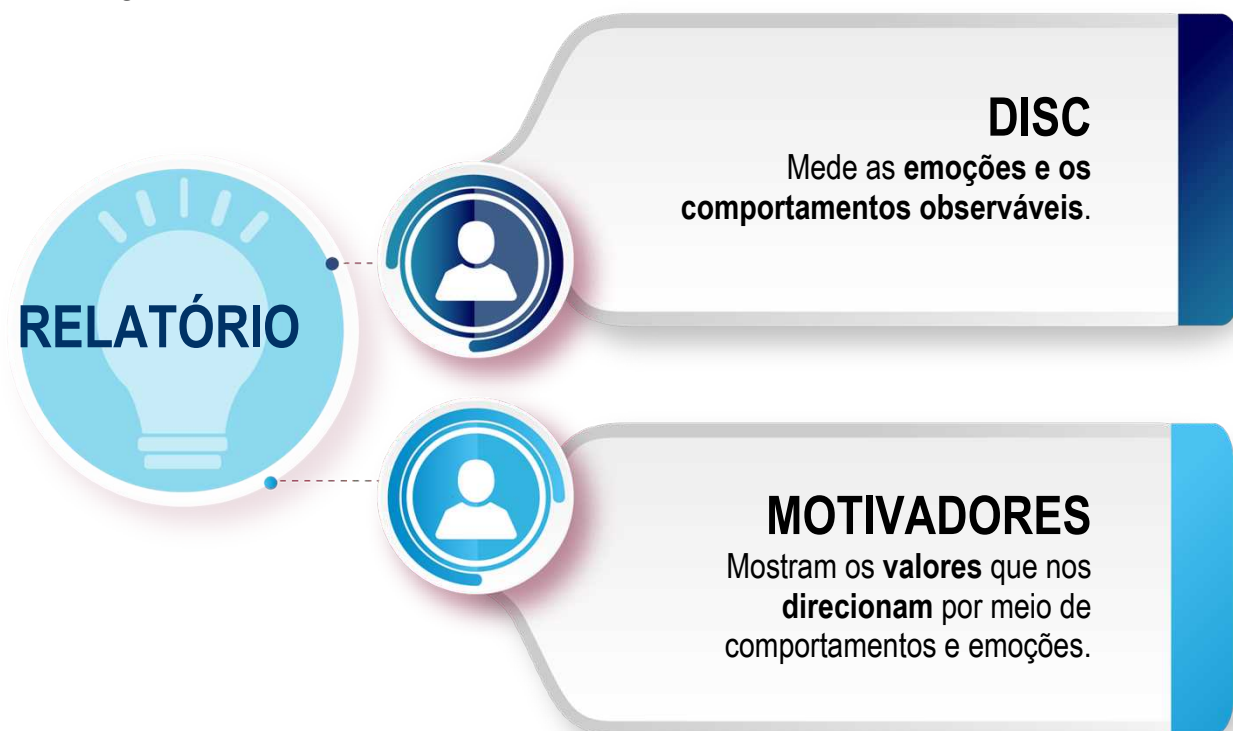 RELATÓRIO
DISC
Mede as emoções e os
comportamentos observáveis.
MOTIVADORES
Mostram os valores que nos
direcionam por meio de
comportamentos e emoções.